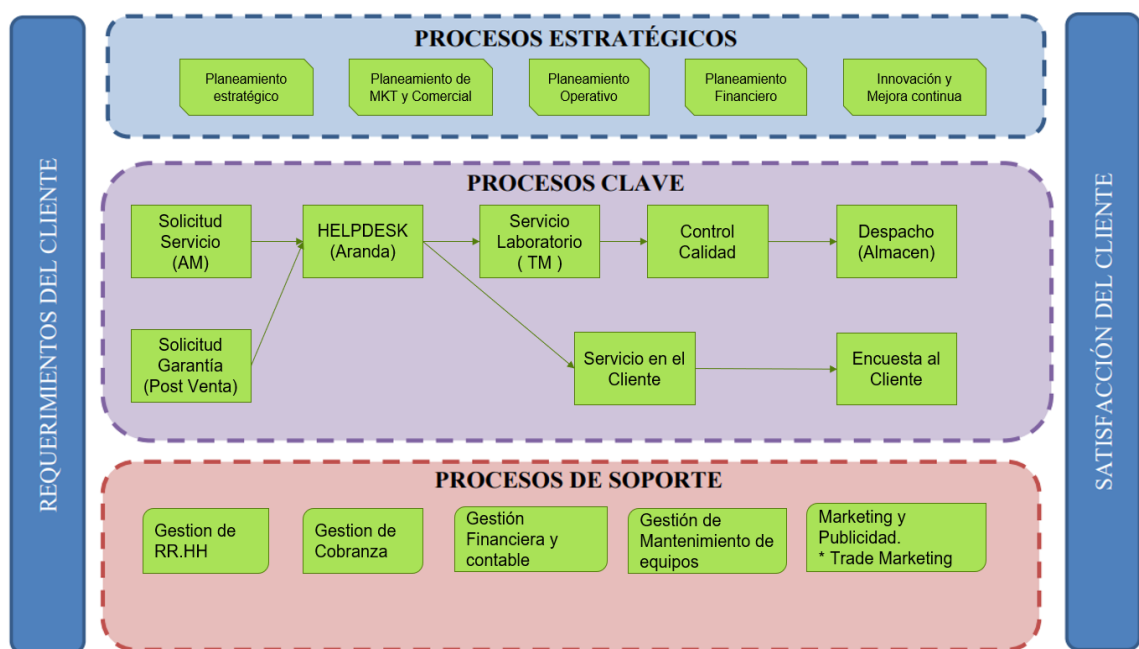 REQUERIMIENTOS DEL CLIENTE
PROCESOS ESTRATÉGICOS
Planeamiento
estratégico
Planeamiento de
MKT y Comercial
Planeamiento
Operativo
Planeamiento
Financiero
Innovación y
Mejora continua
PROCESOS CLAVE
Solicitud
Servicio
(AM)
HELPDESK
(Aranda)
Servicio
Laboratorio
( TM )
Control
Calidad
Despacho
(Almacen)
Solicitud
Garantía
(Post Venta)
Servicio en el
Cliente
Encuesta al
Cliente
PROCESOS DE SOPORTE
Gestion de
RR.HH
Gestion de
Cobranza
Gestión
Financiera y
contable
Gestión de
Mantenimiento de
equipos
Marketing y
Publicidad.
* Trade Marketing
SATISFACCIÓN DEL CLIENTE